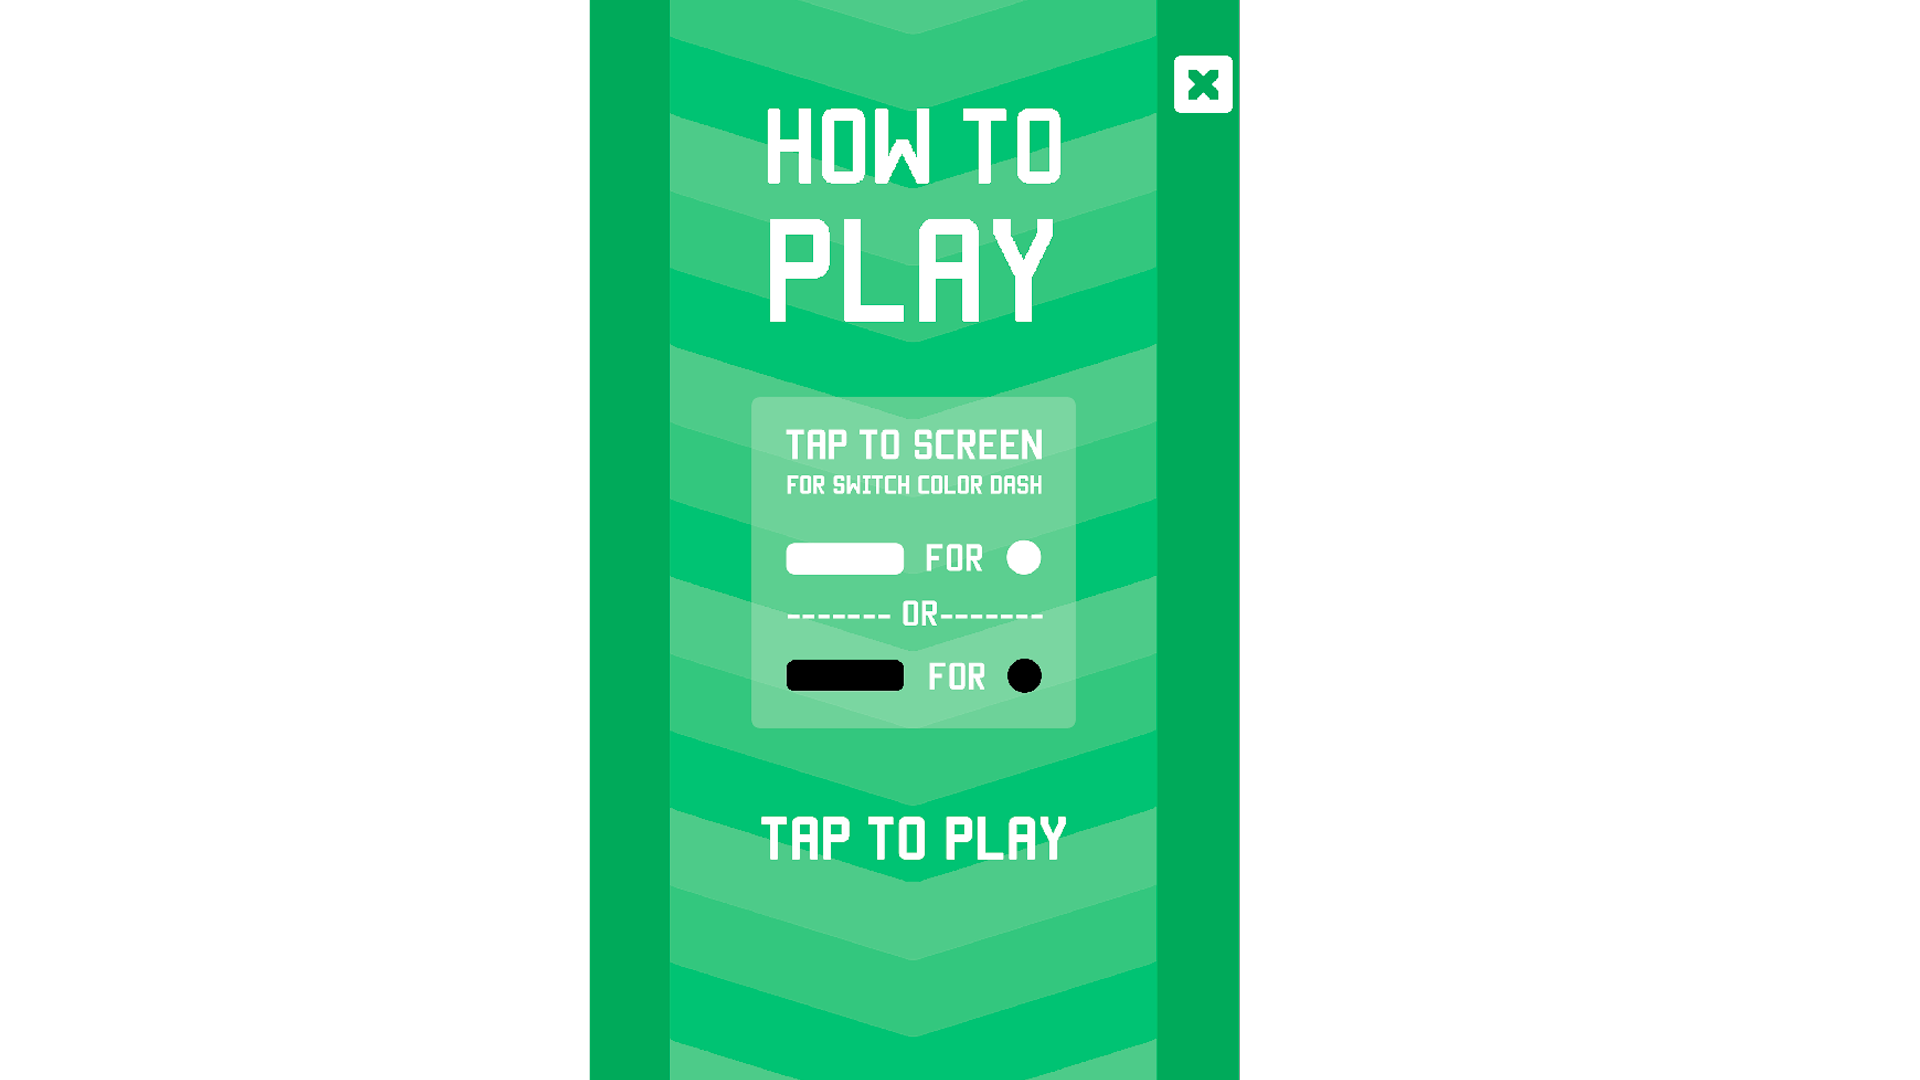 HOW TO
PLAY
TAP TO SCREEN
FOR SWITCH COLOR DASH
FOR
------- OR-------
FOR
TAP TO PLAY